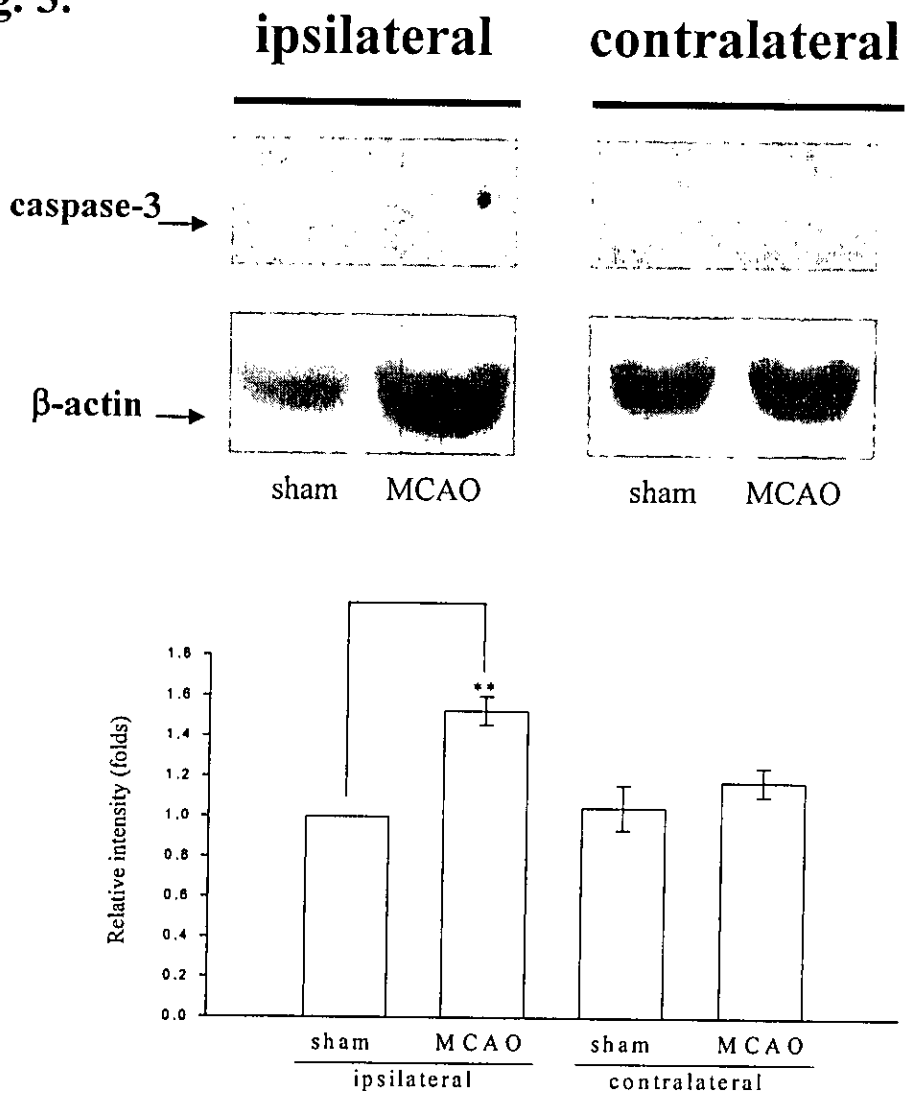 g. 3.
ipsilateral contralateral
caspase-3
β-actin
sham MCAO sham MCAO
Relative intensity (folds)
1.8
1.6
1.4
1.2
1.0
0.8
0.6
0.4
0.2
0.0
**
sham MCAO sham MCAO
ipsilateral contralateral